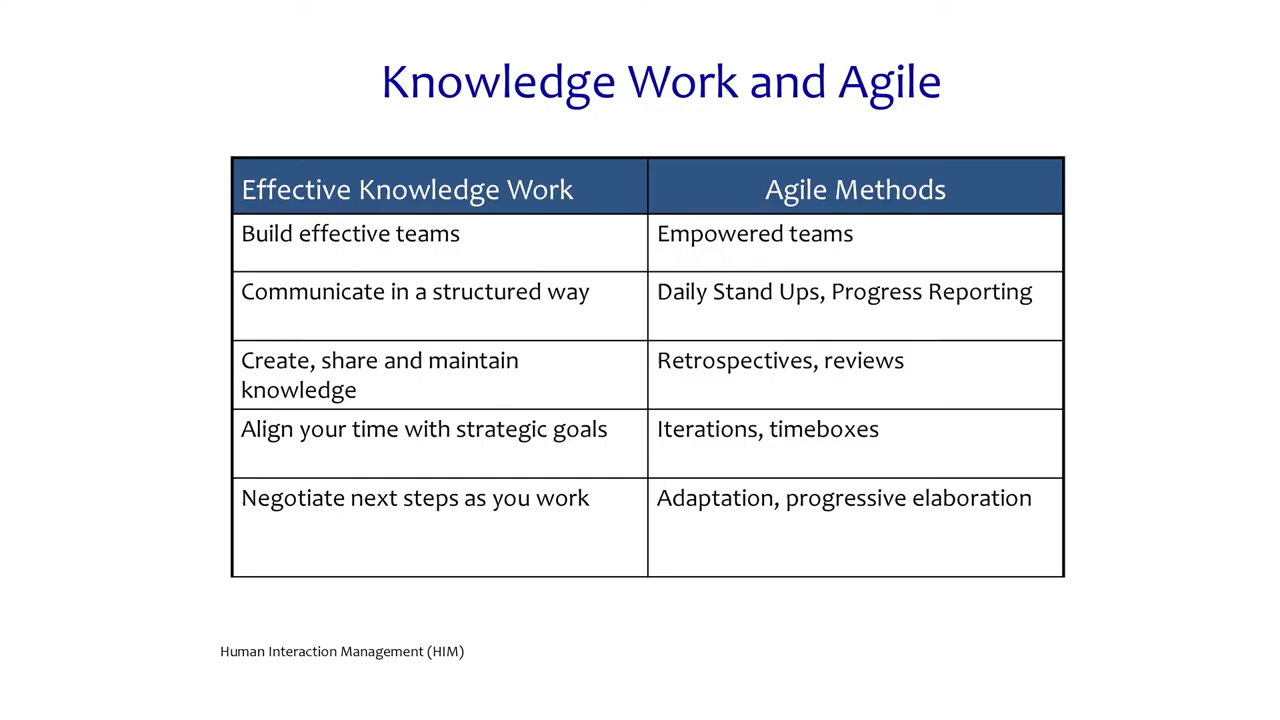 Knowledge Work and Agile
Effective Knowledge Work
Agile Methods
Build effective teams
Empowered teams
Communicate in a structured way
Daily Stand Ups, Progress Reporting
Create, share and maintain
knowledge
Retrospectives, reviews
Align your time with strategic goals
Iterations, timeboxes
Negotiate next steps as you work
Adaptation, progressive elaboration
Human Interaction Management (HIM)